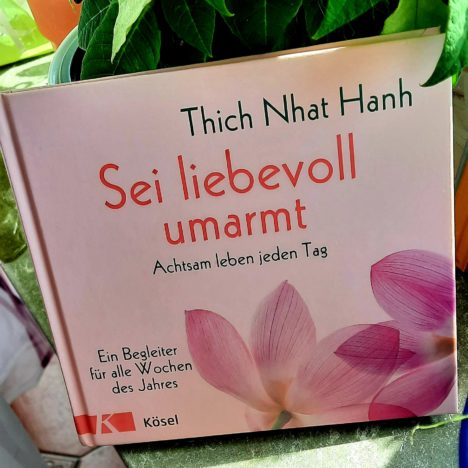 Thich Nhat Hanh
Sei liebevoll
umarmt
Achtsam leben jeden Tag
Ein Begleiter
für alle Wochen
des Jahres
K Kösel